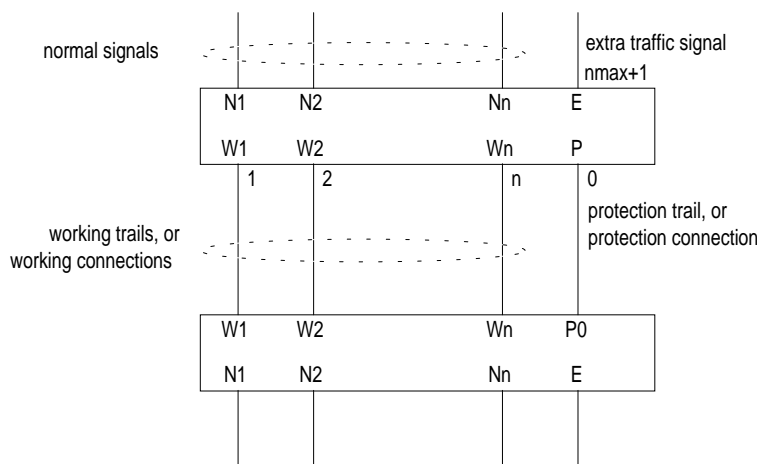 normal signals
extra traffic signal
nmax+1
N1 N2 Nn E
W1 W2 Wn P
1 2 n 0
working trails, or
working connections
protection trail, or
protection connection
W1 W2 Wn P0
N1 N2 Nn E